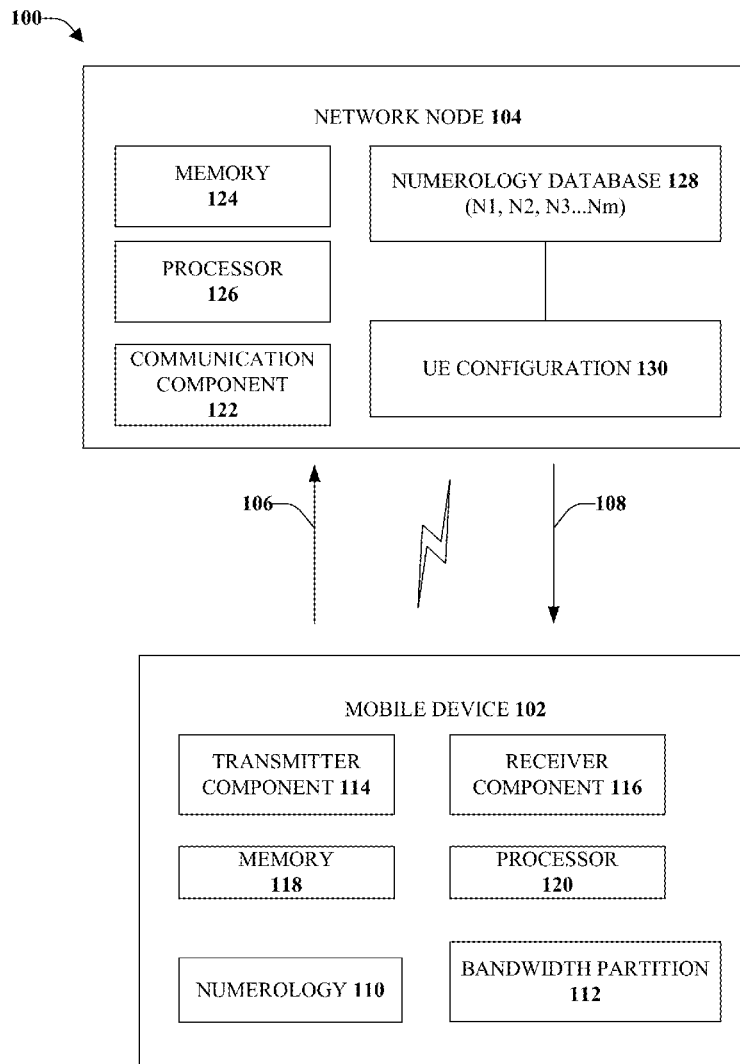 100
NETWORK NODE 104
MEMORY
124
NUMEROLOGY DATABASE 128
(N1, N2, N3...Nm)
PROCESSOR
126
COMMUNICATION
COMPONENT
122
UE CONFIGURATION 130
106
108
MOBILE DEVICE 102
TRANSMITTER
COMPONENT 114
RECEIVER
COMPONENT 116
MEMORY
118
PROCESSOR
120
NUMEROLOGY 110
BANDWIDTH PARTITION
112